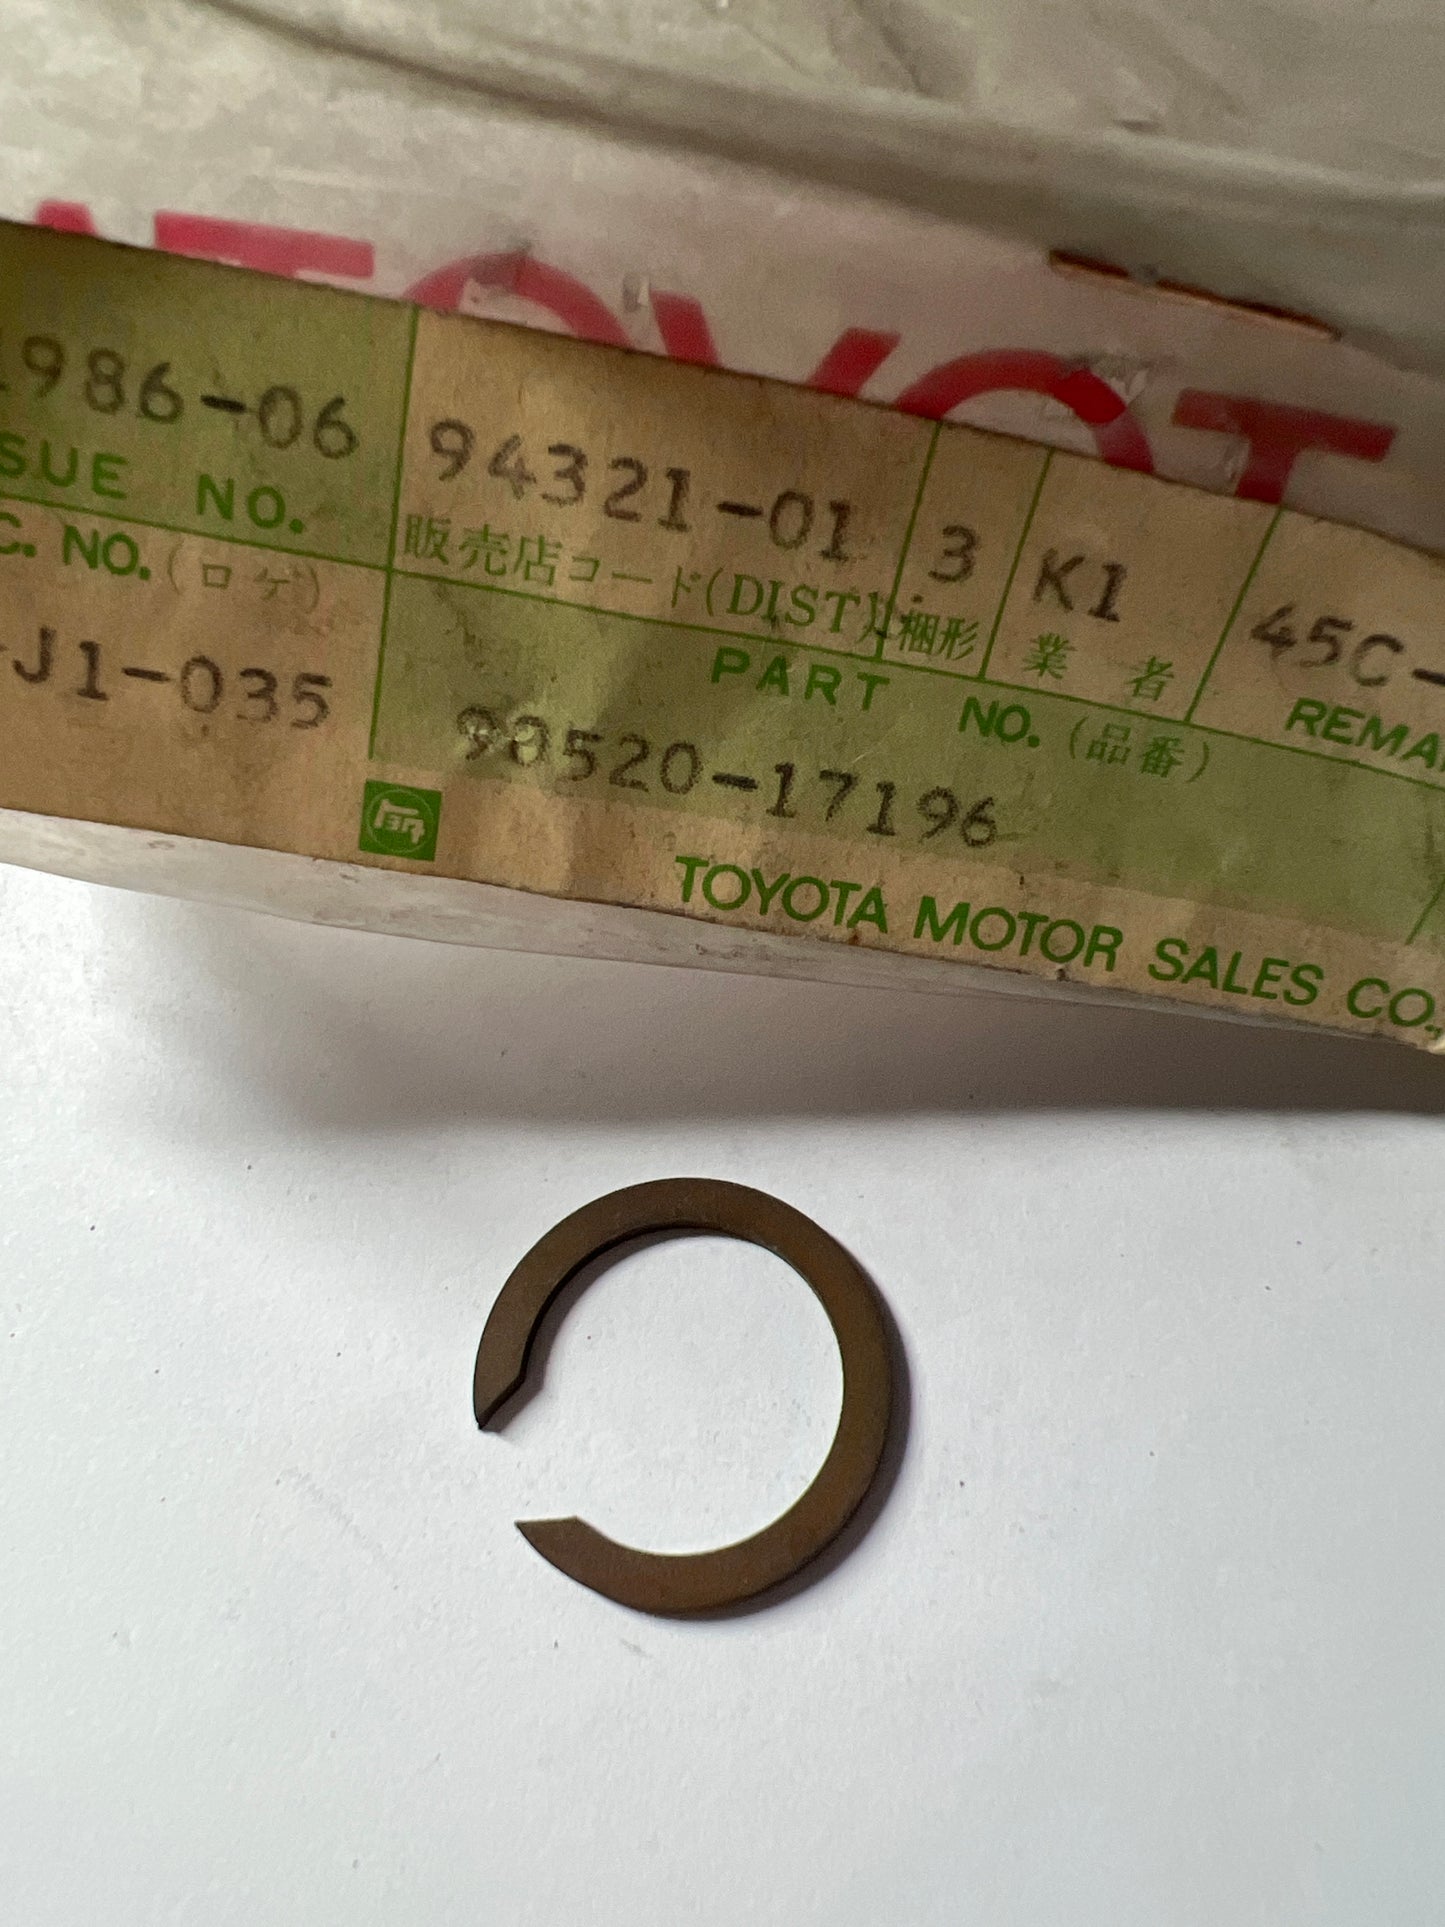 TOYOT
1986-06
94321-01
3
K1
45C-
SUE NO.
販売店コード(DIST)
梱形
業者
REMA
C. NO.(ロケ)
PART NO.(品番)
-J1-035
90520-17196
TOYOTA MOTOR SALES CO.,